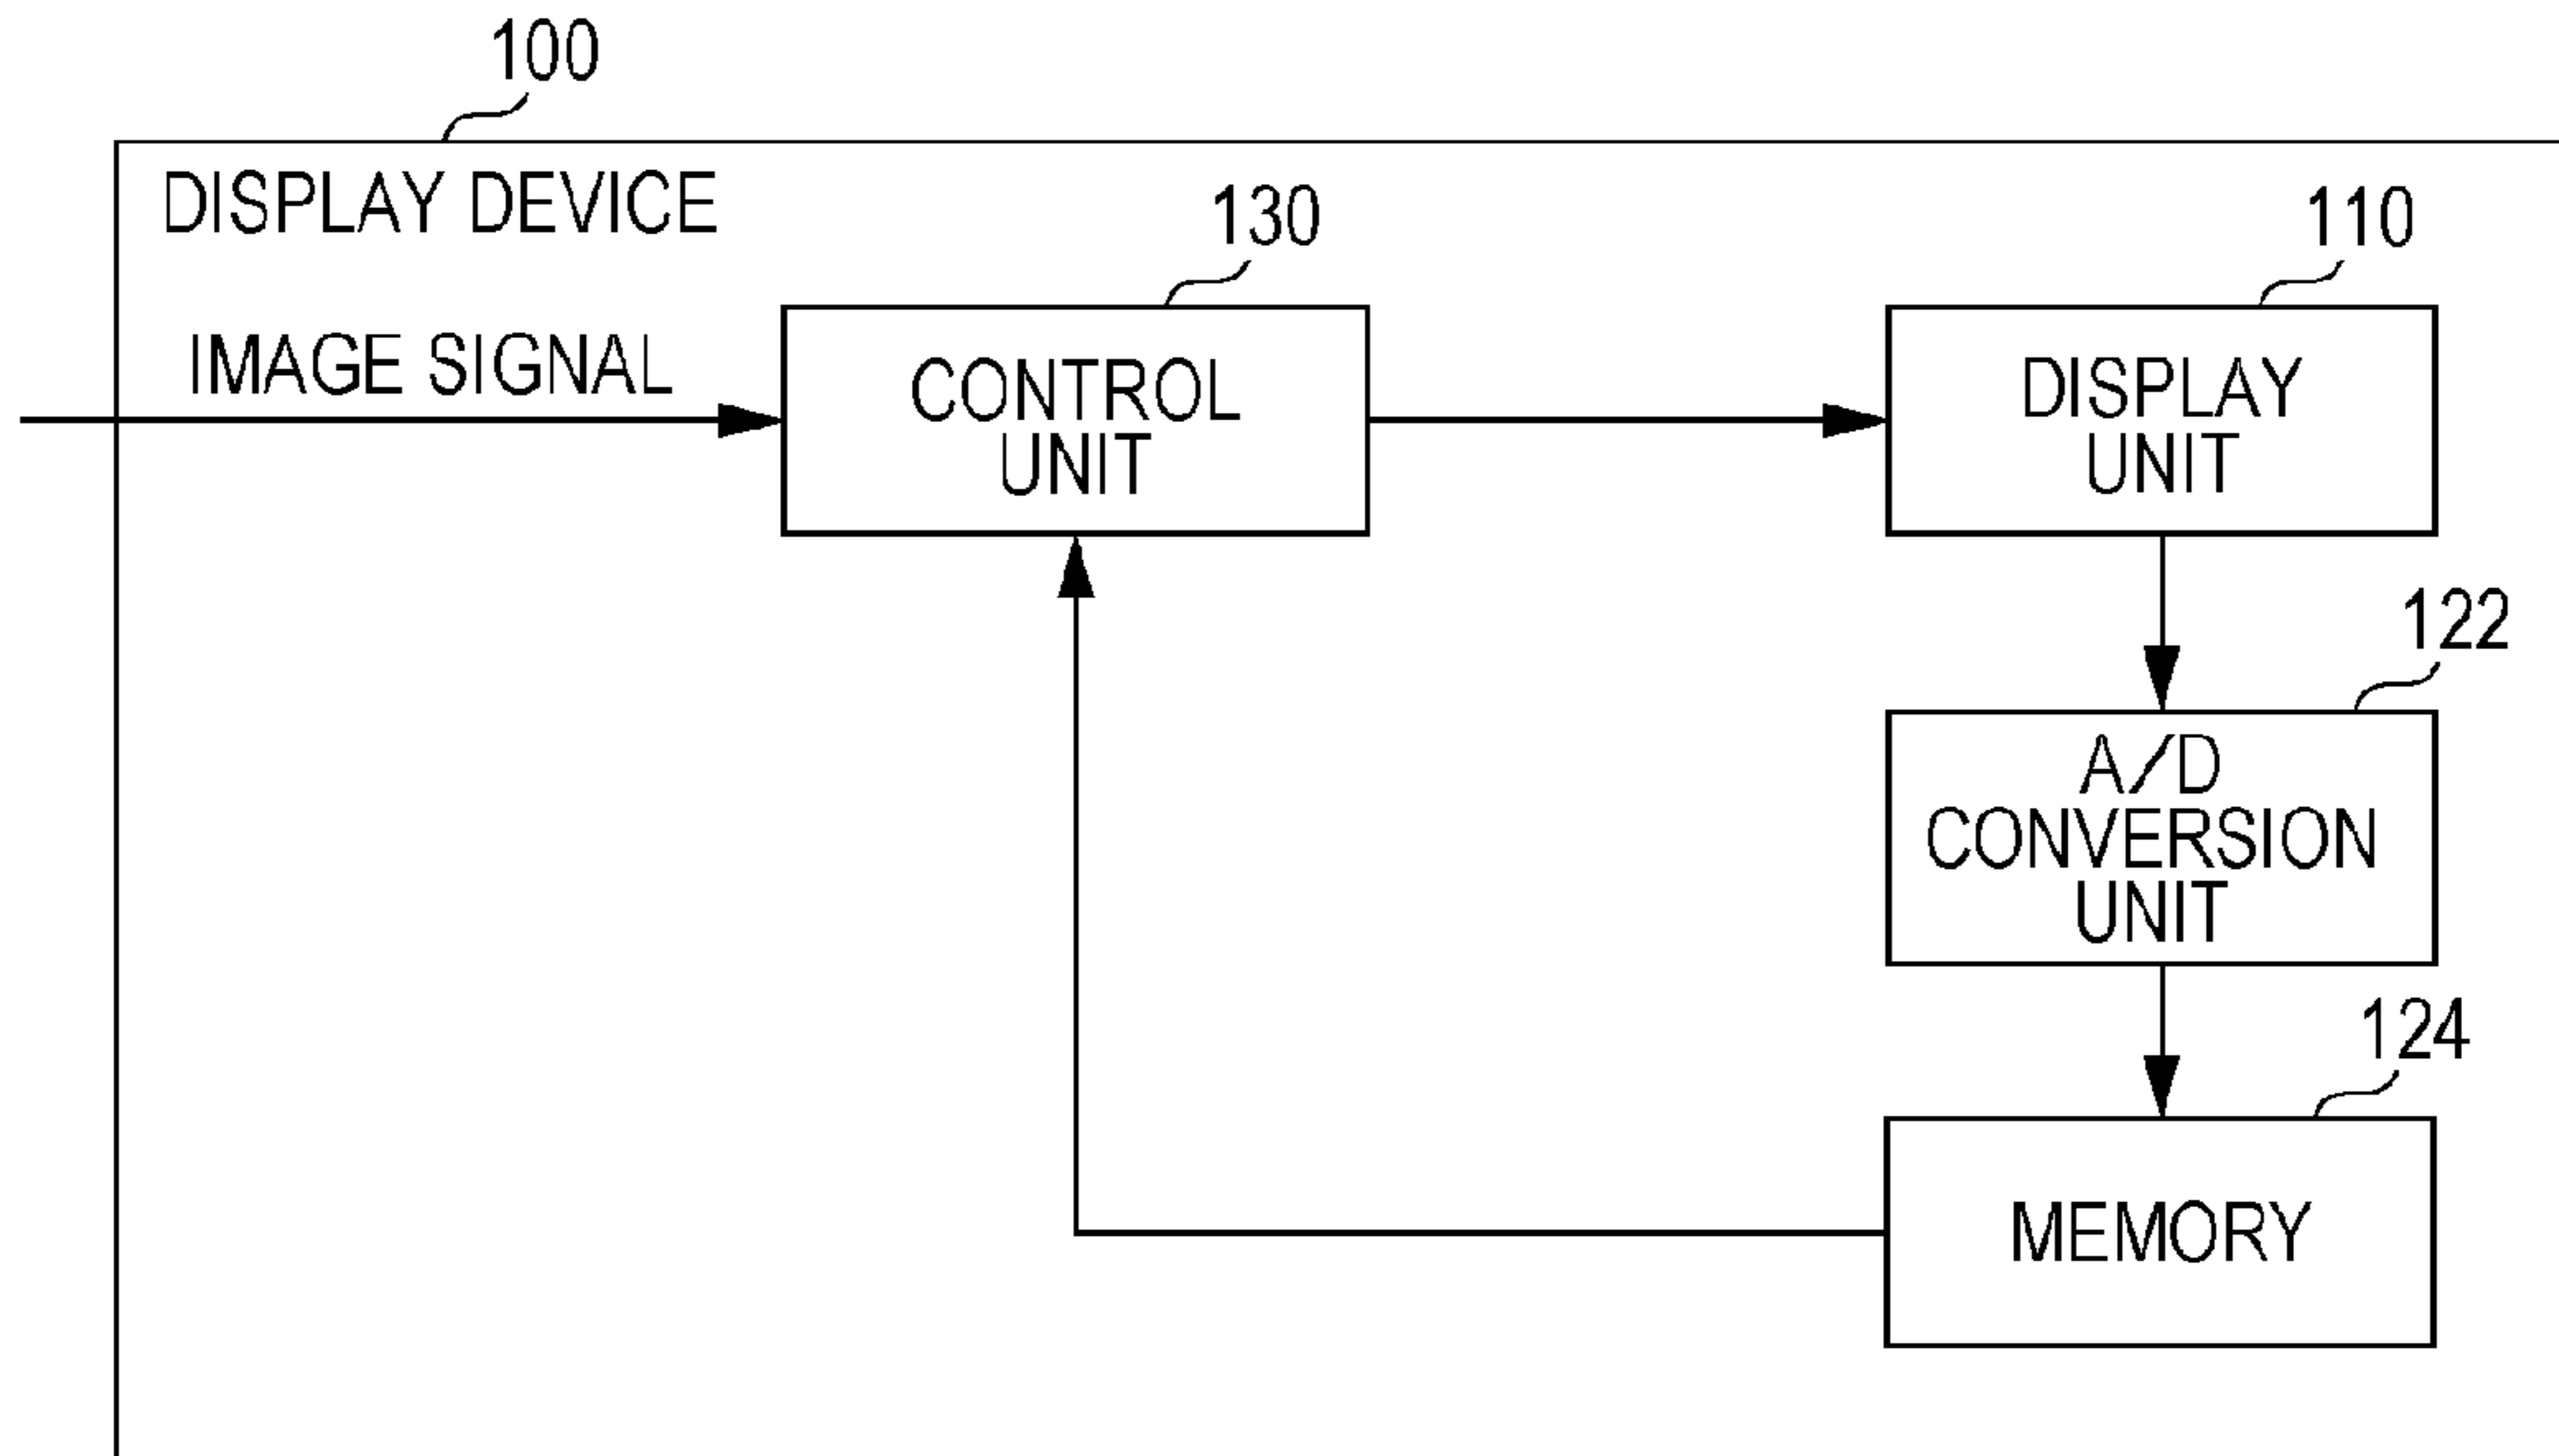 100
DISPLAY DEVICE
130
110
IMAGE SIGNAL
CONTROL
UNIT
DISPLAY
UNIT
122
A/D
CONVERSION
UNIT
124
MEMORY